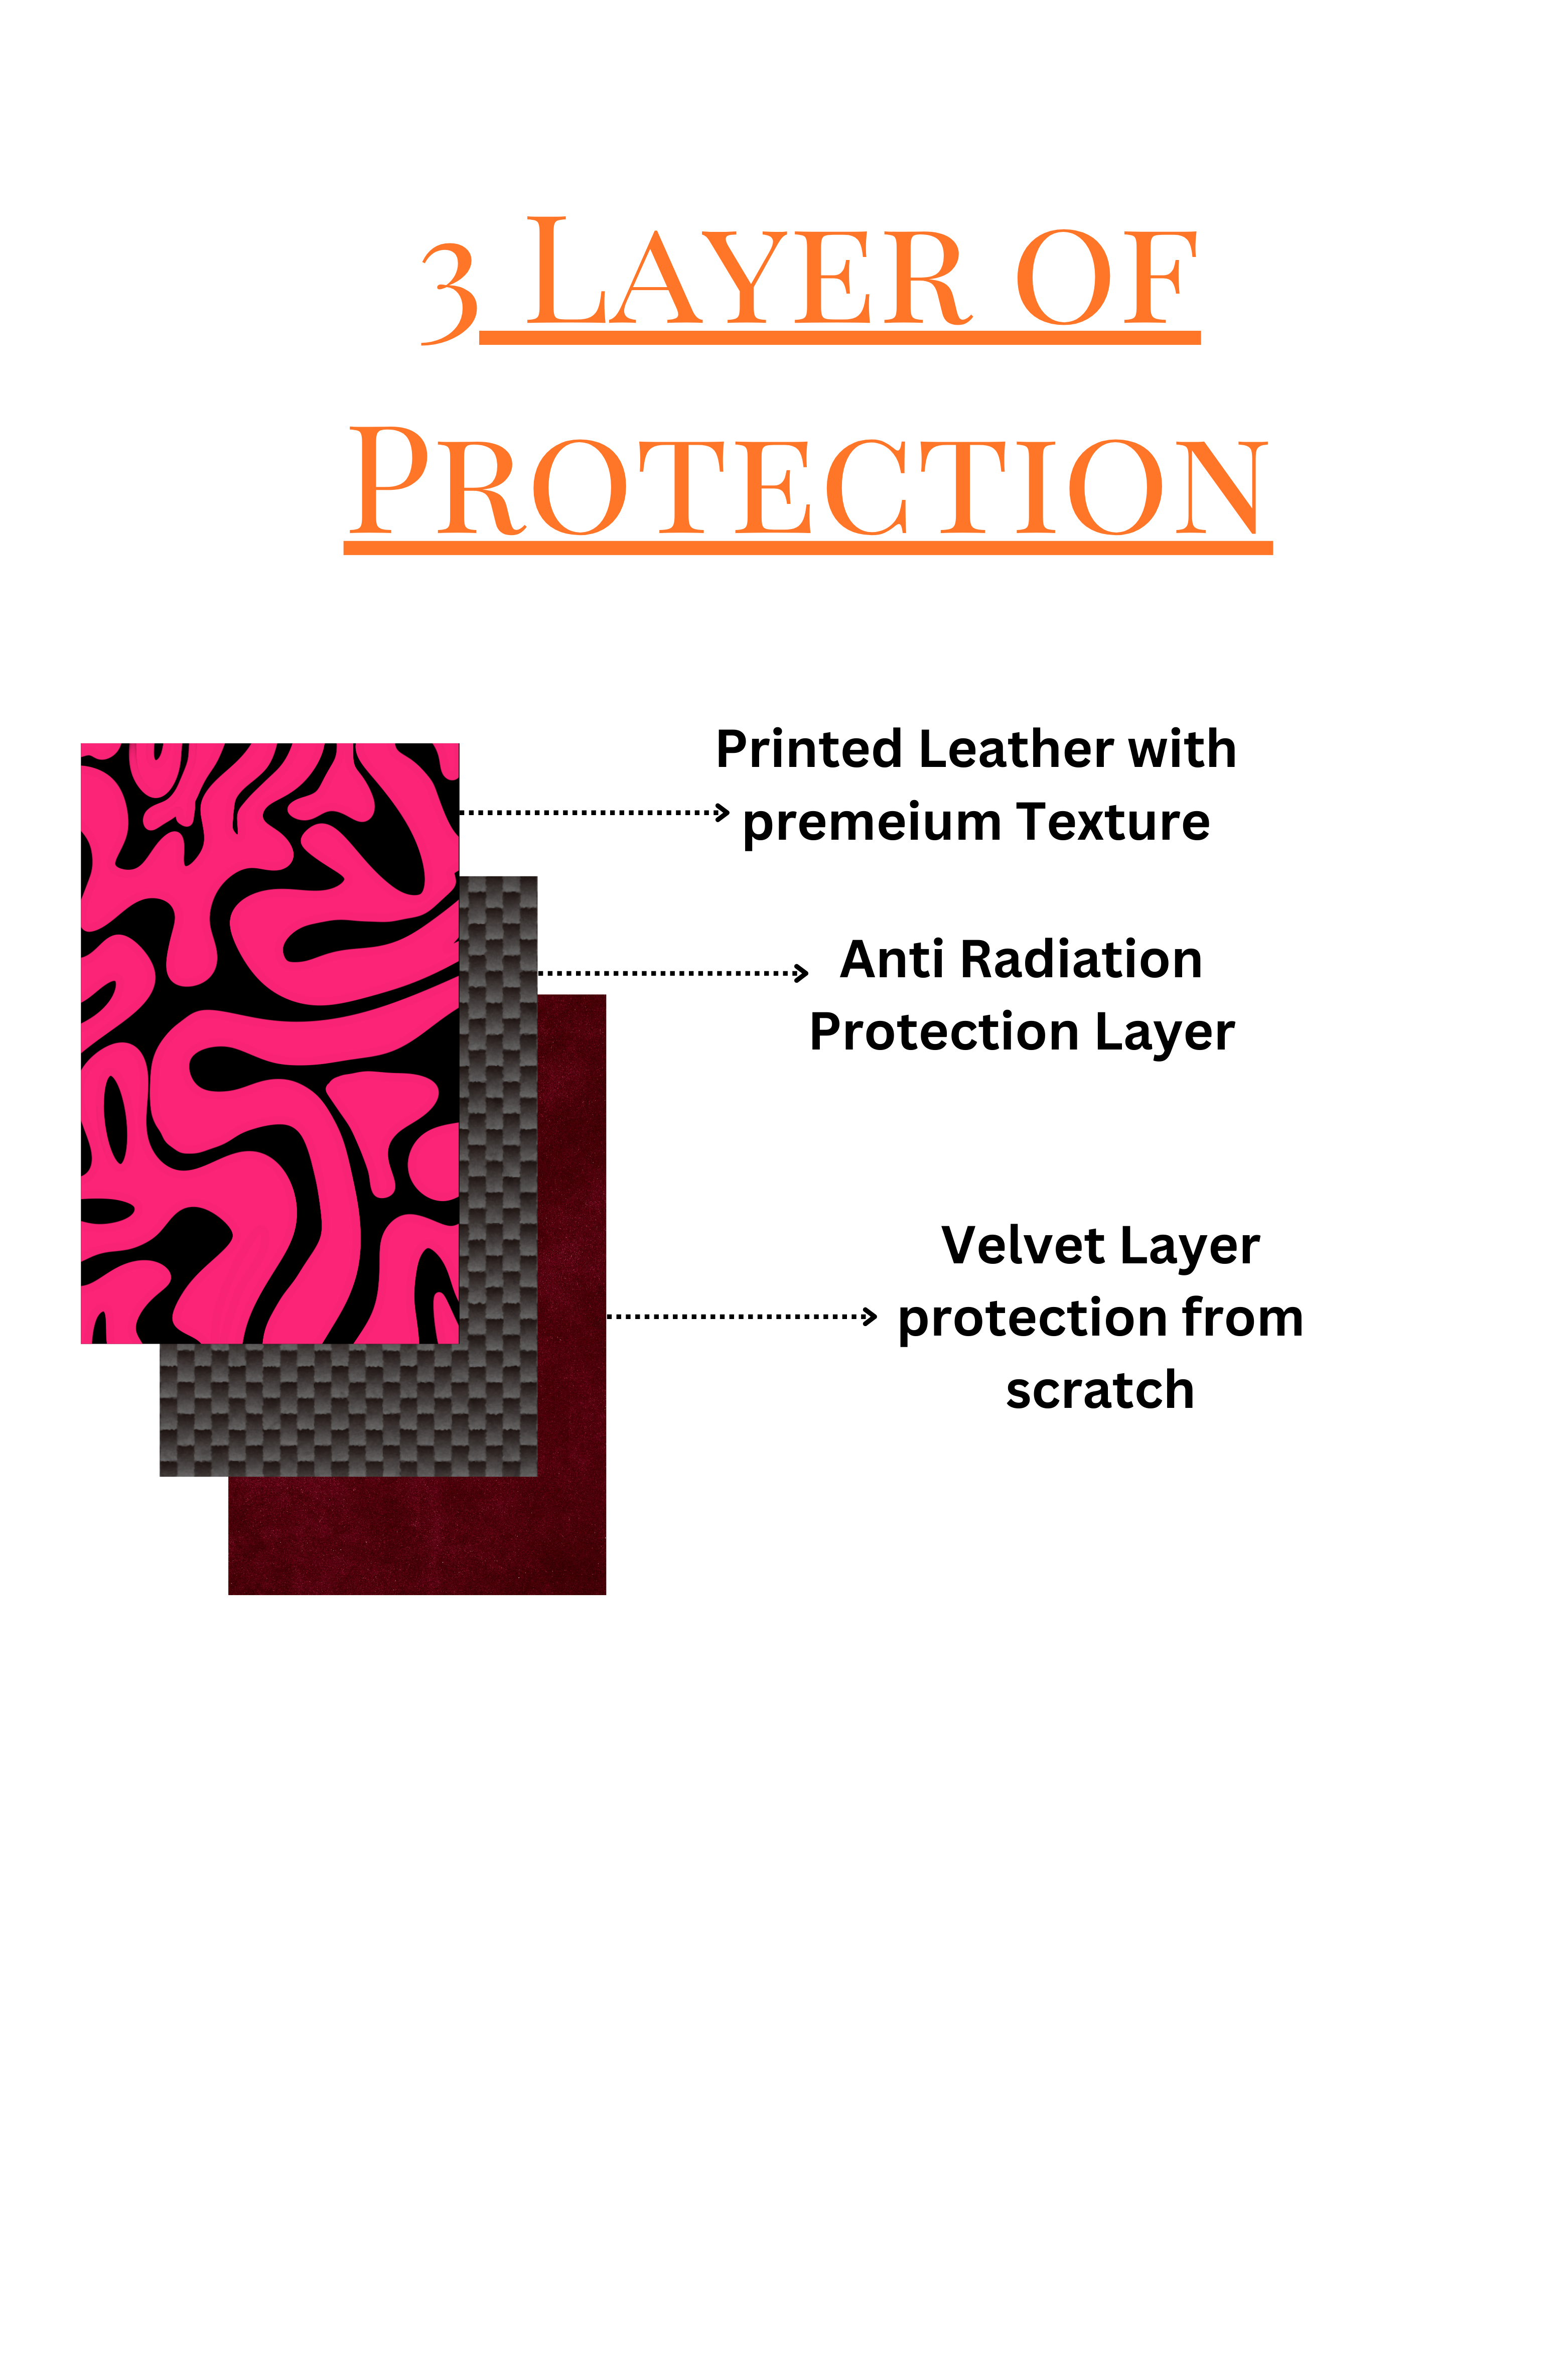 3 Layer of
Protection
Printed Leather with
premeium Texture
Anti Radiation
Protection Layer
Velvet Layer
protection from
scratch